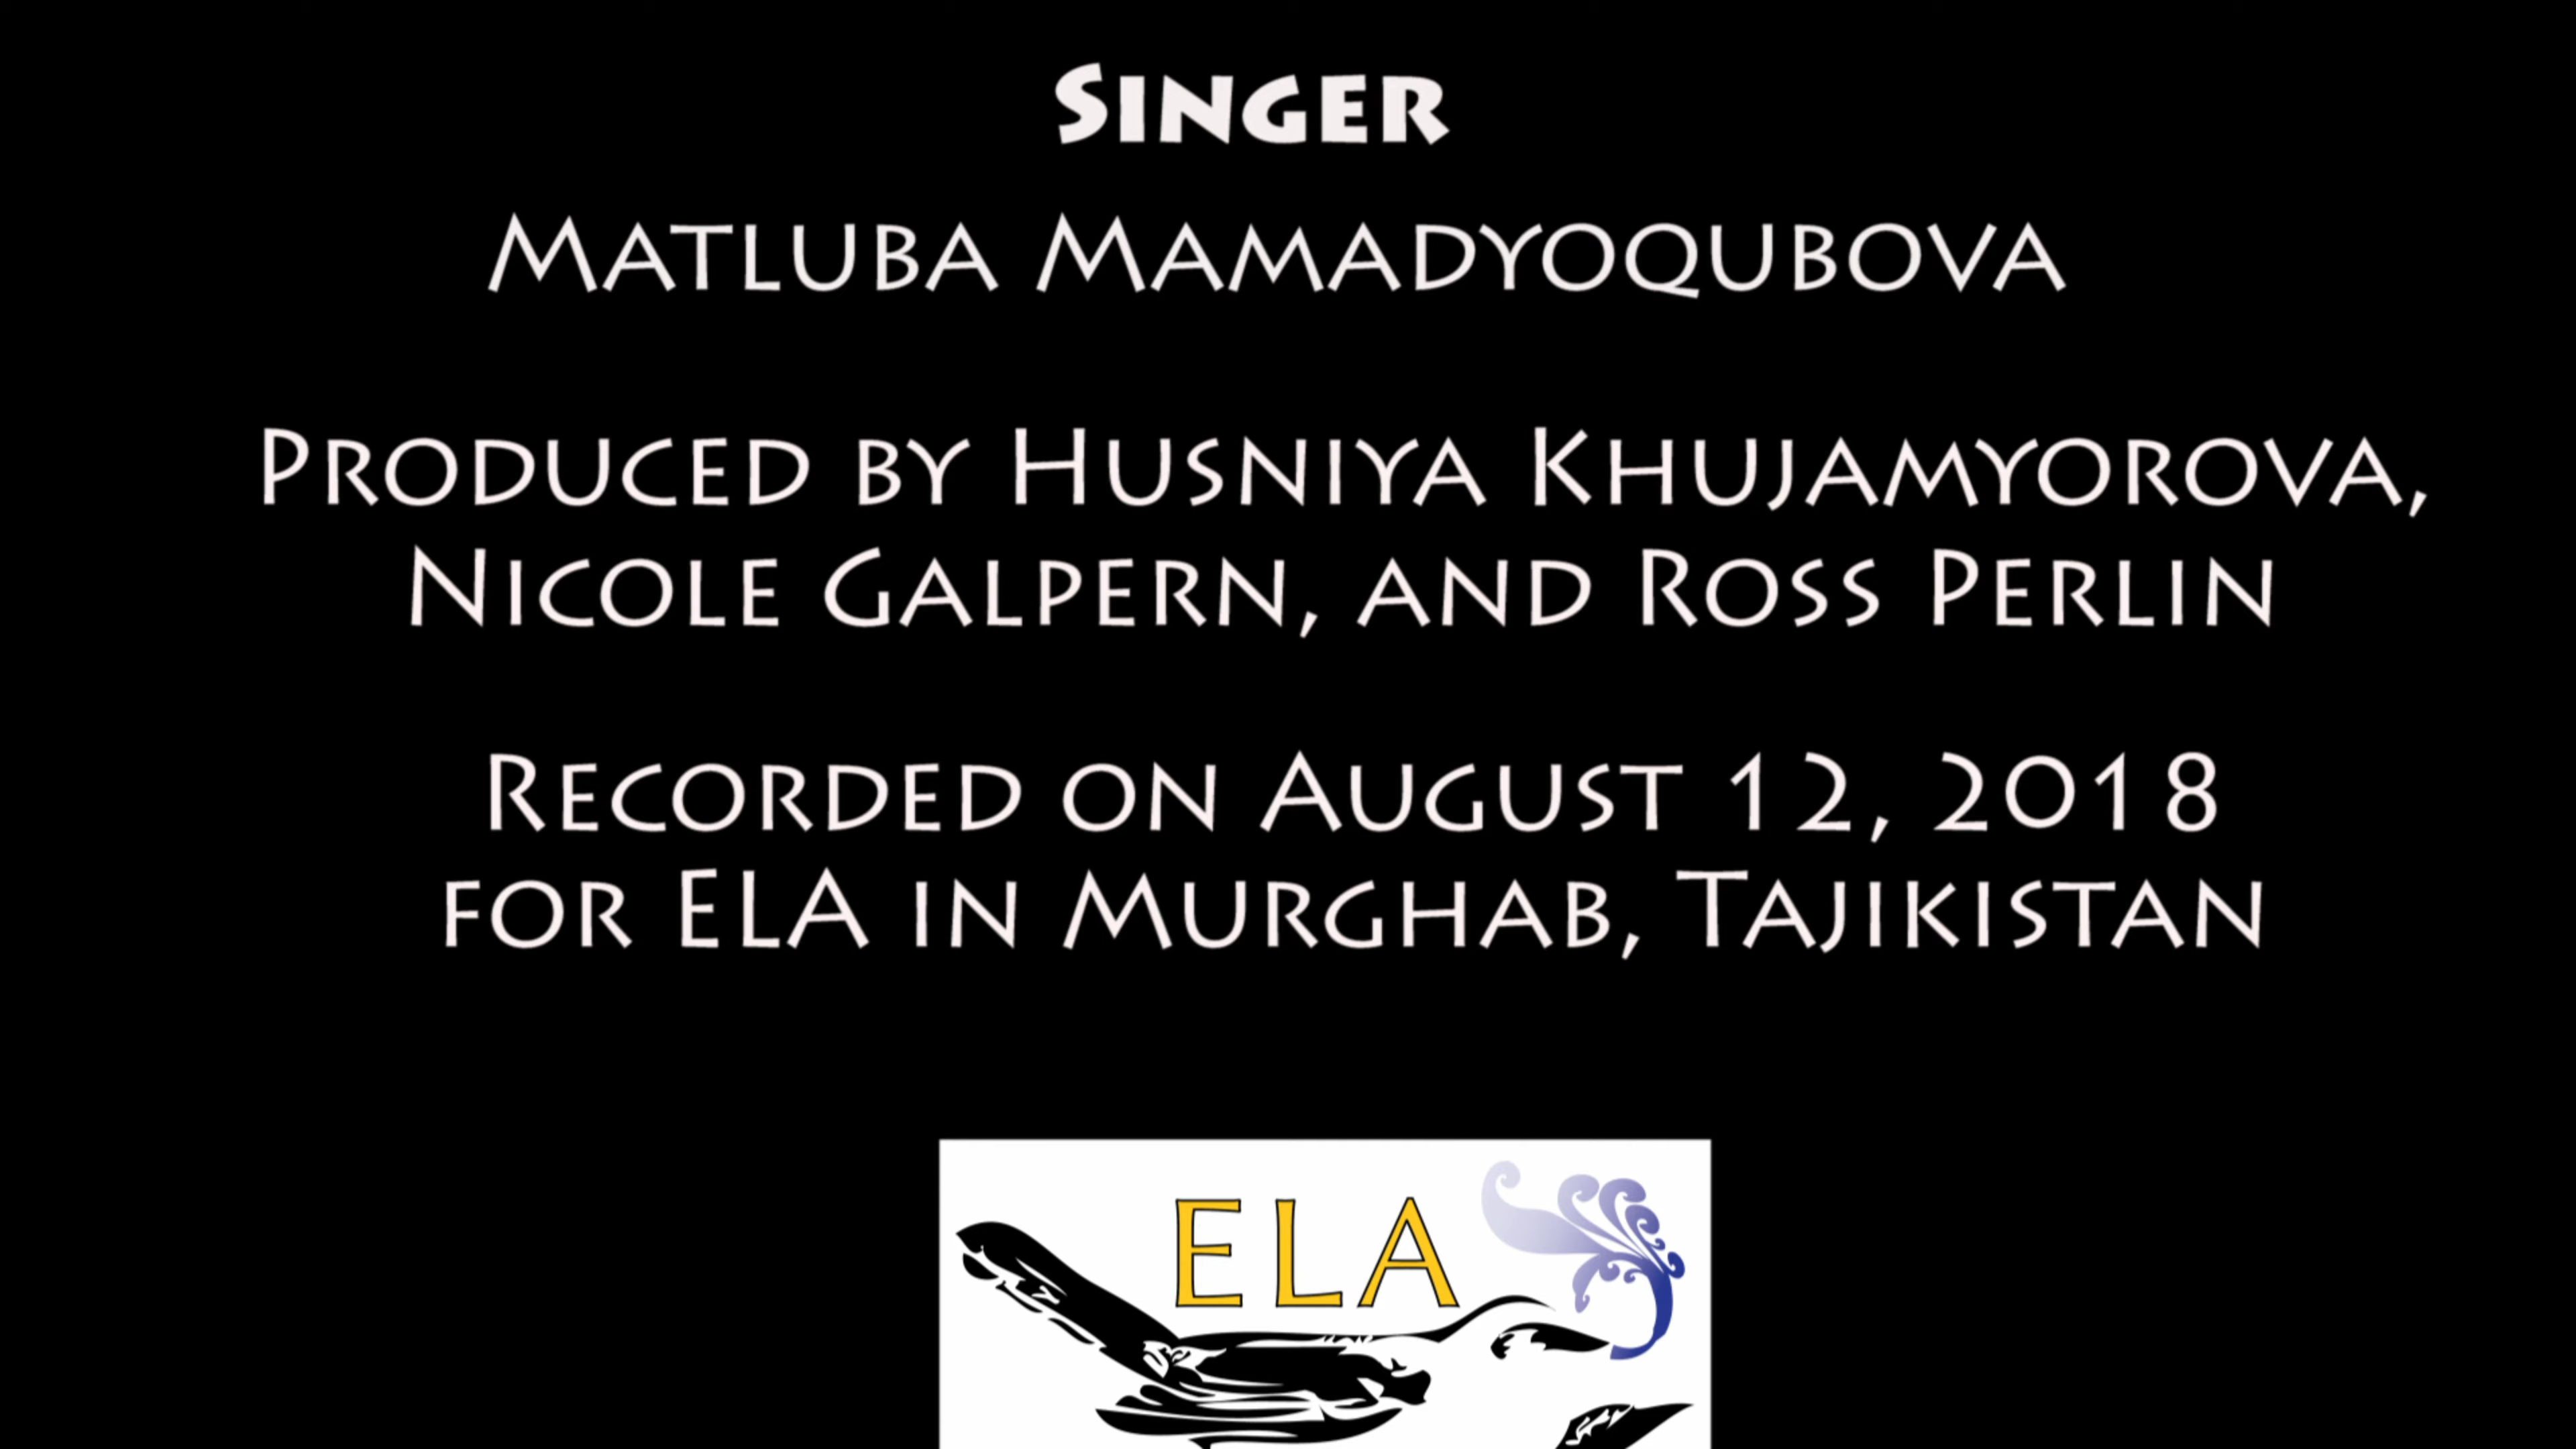 Singer
Matluba Mamadyoqubova
Produced by Husniya Khujamyorova,
Nicole Galpern, and Ross Perlin
Recorded on August 12, 2018
for ELA in Murghab, Tajikistan
ELA